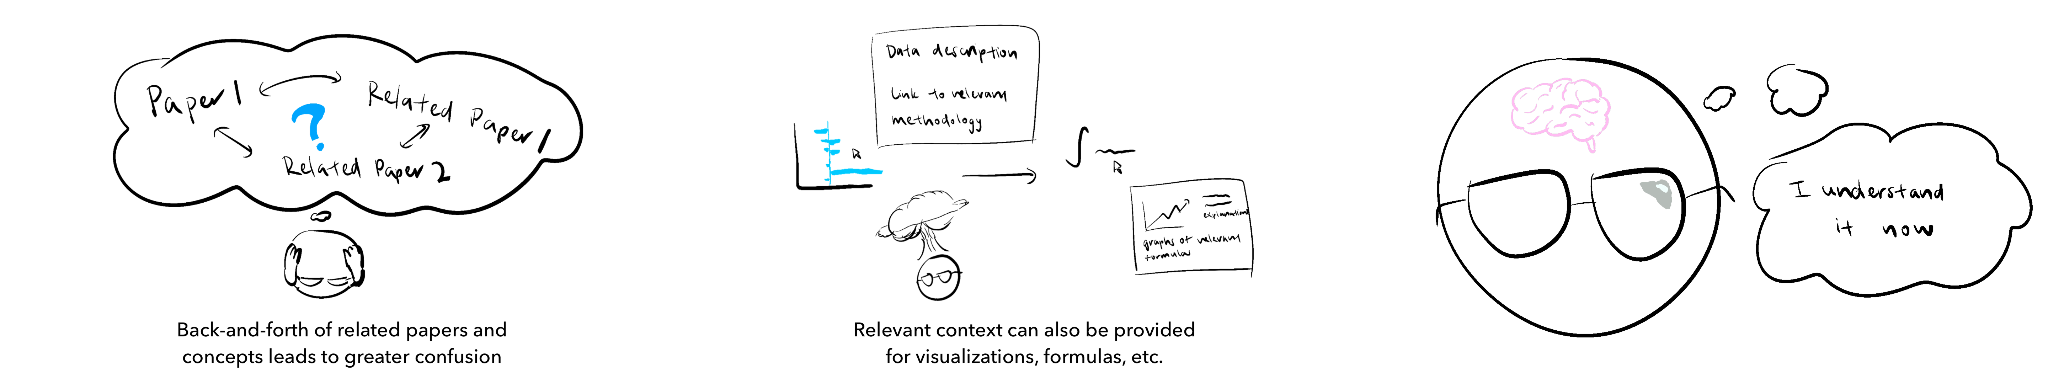 Paper 1
Related Paper 1
Related Paper 2
?
Back-and-forth of related papers and
concepts leads to greater confusion
Data description
Link to relevant
methodology
∫
explanations
graphs of relevant
formulas
Relevant context can also be provided
for visualizations, formulas, etc.
I understand
it now